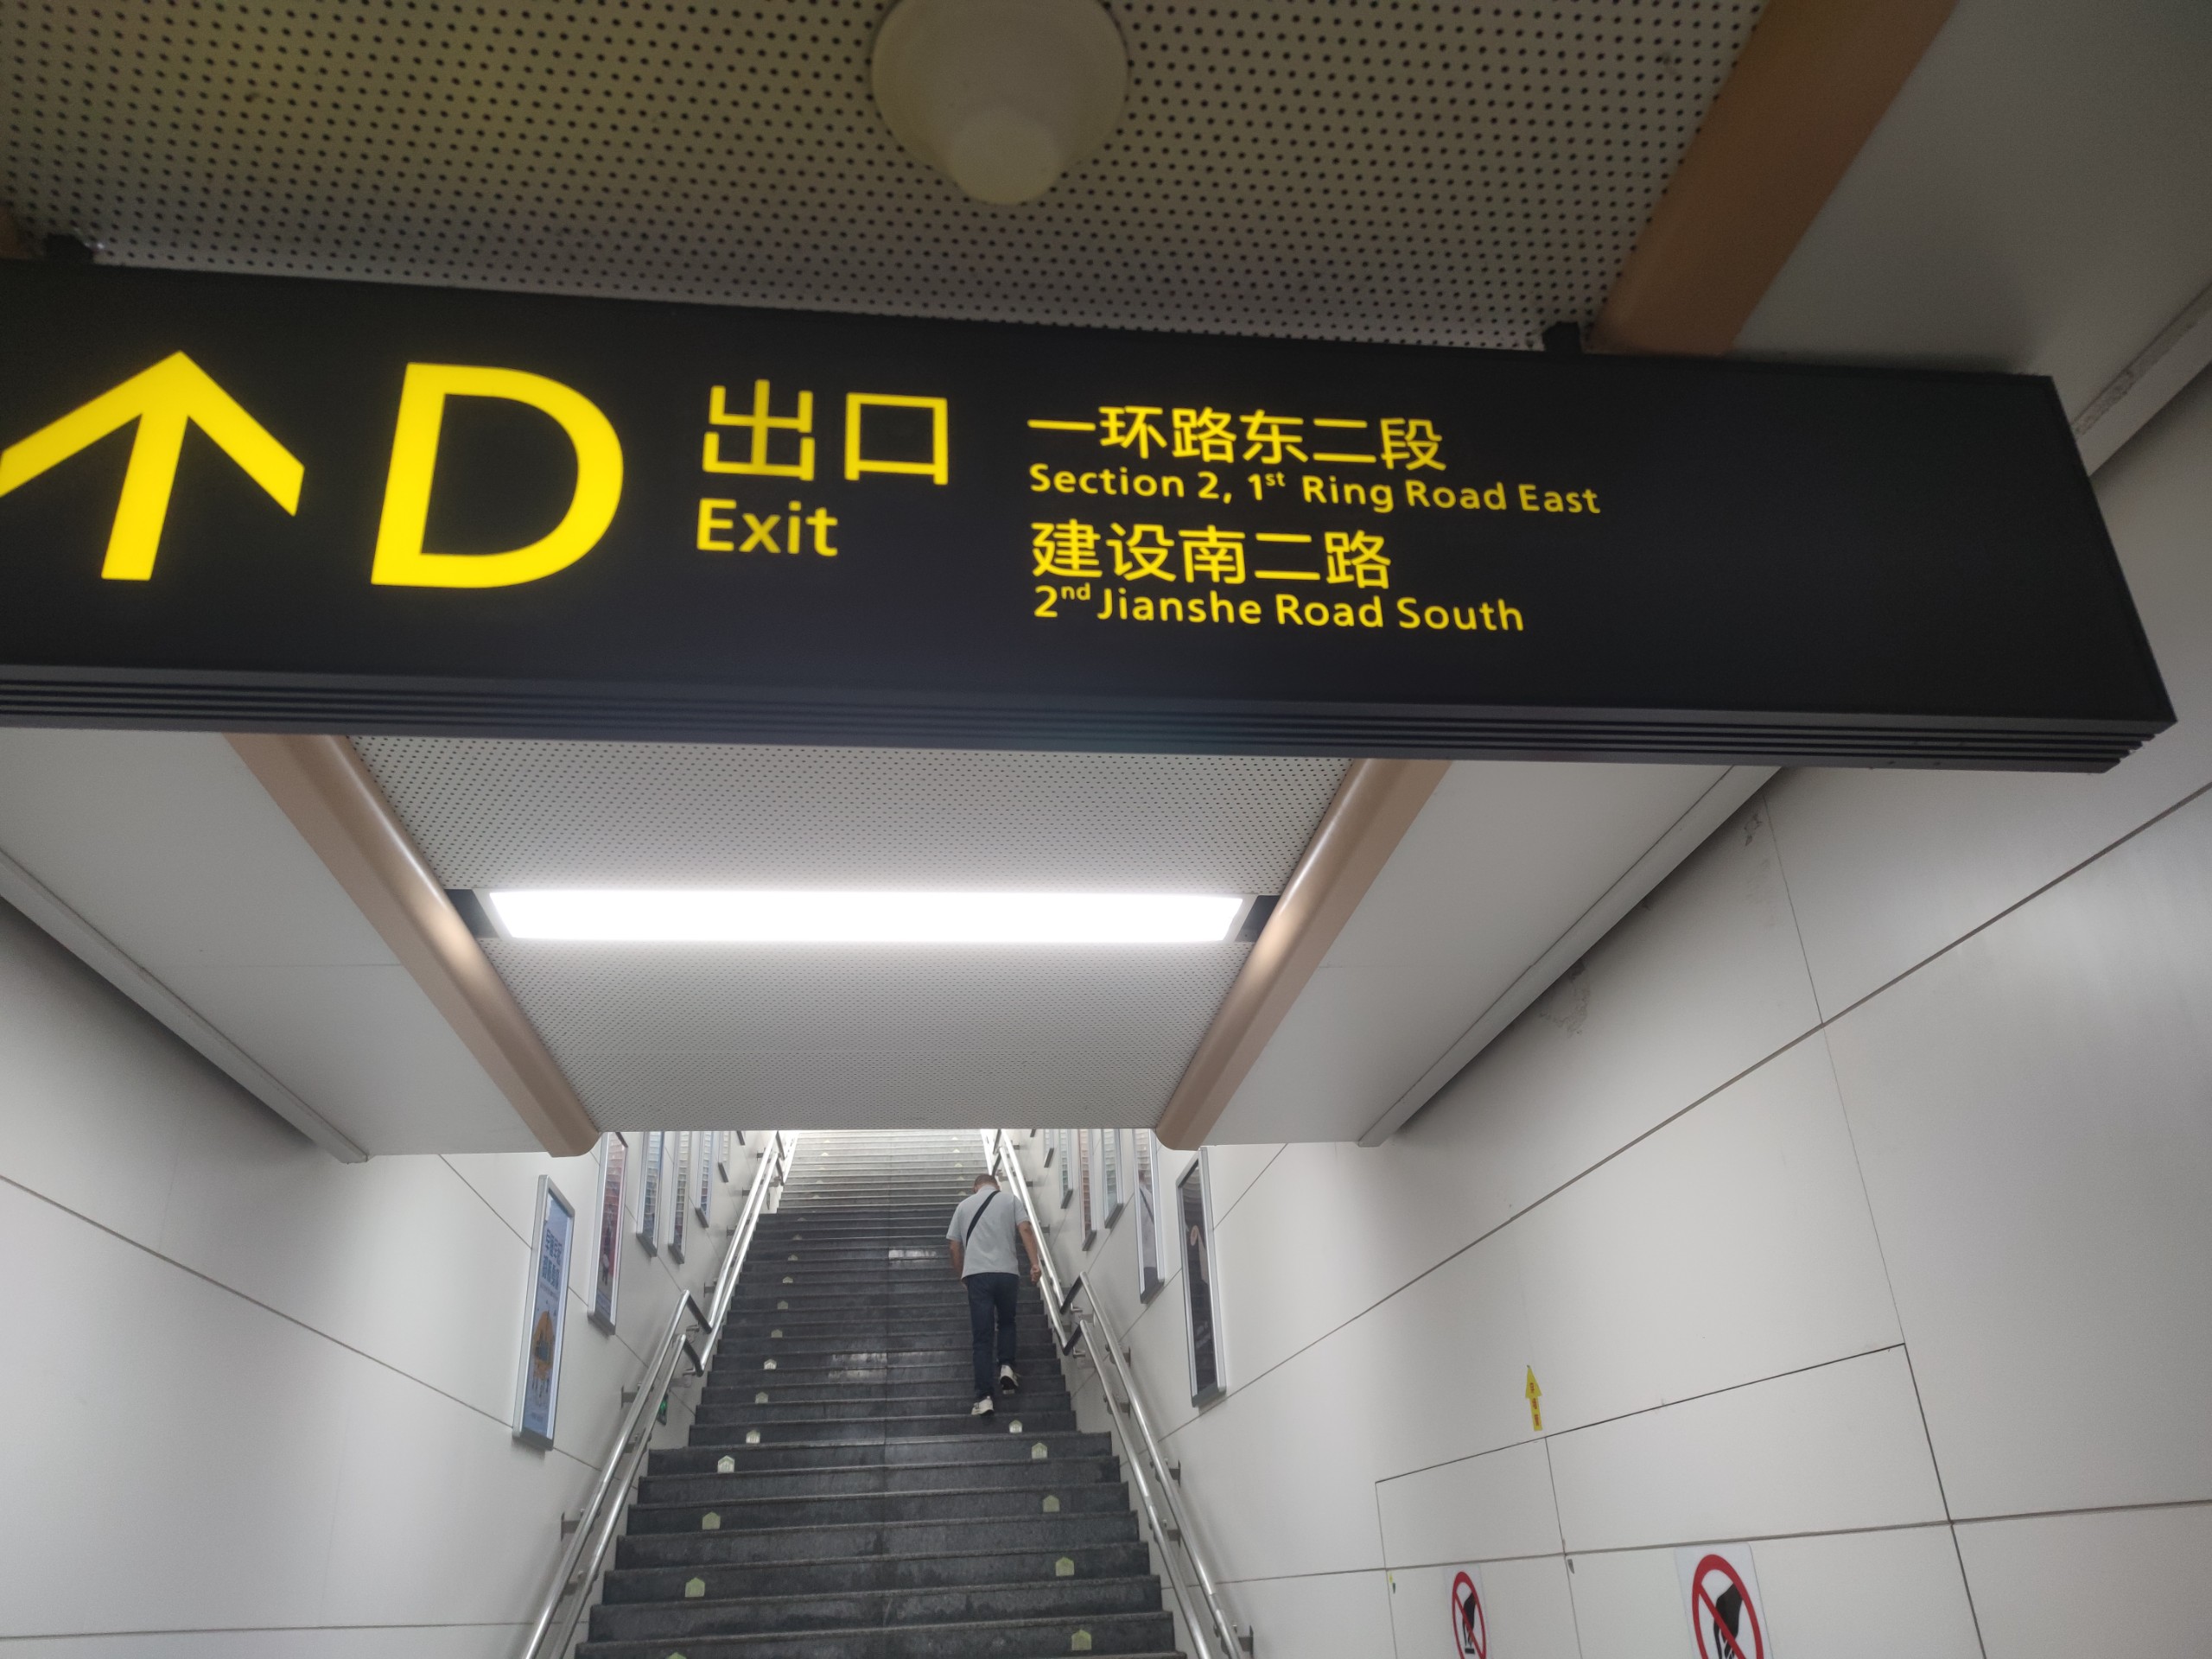 D
出口
Exit
一环路东二段
Section 2, 1st Ring Road East
建设南二路
2nd Jianshe Road South